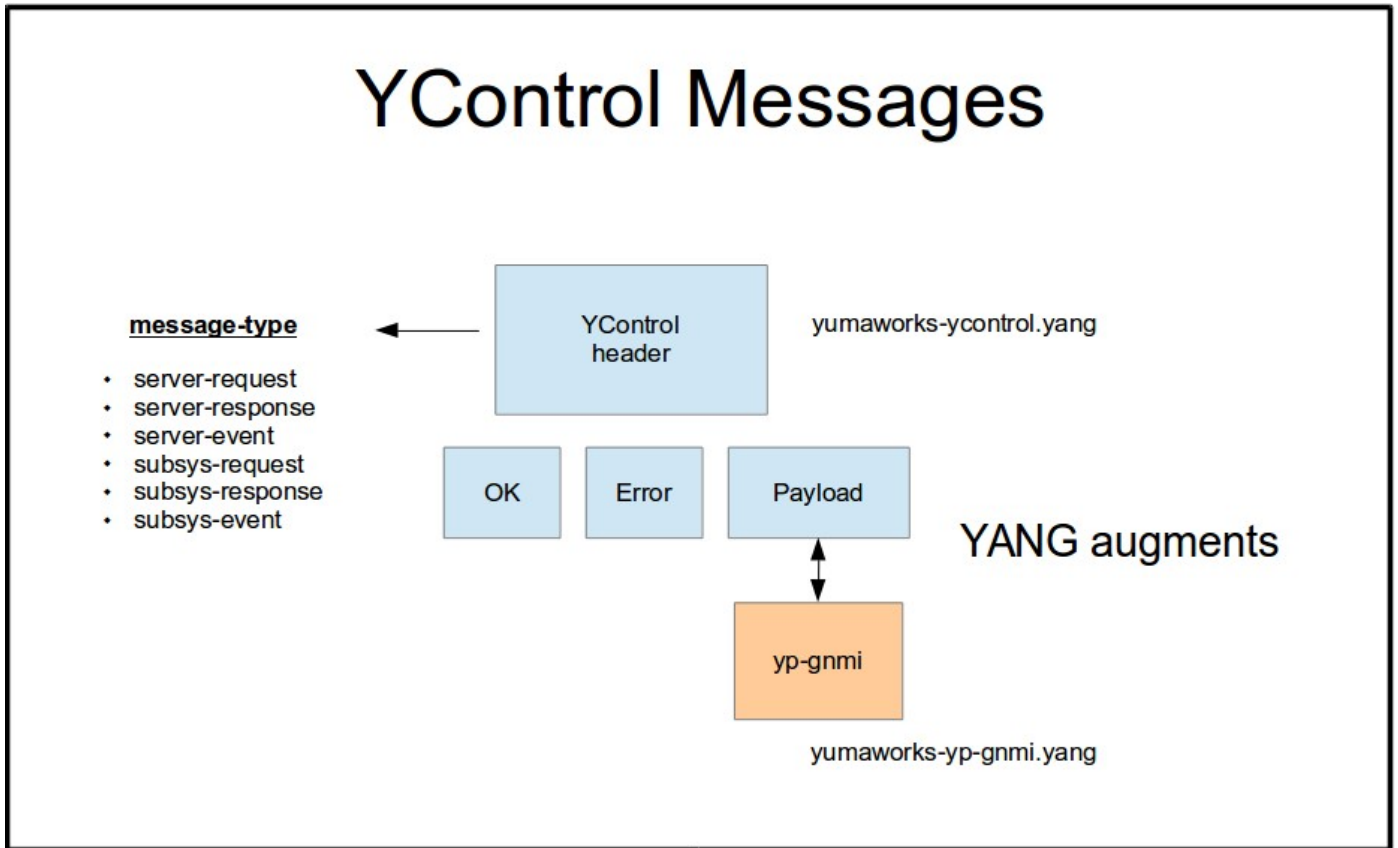 YControl Messages
message-type
server-request
server-response
server-event
subsys-request
subsys-response
subsys-event
YControl
header
yumaworks-ycontrol.yang
OK
Error
Payload
YANG augments
yp-gnmi
yumaworks-yp-gnmi.yang